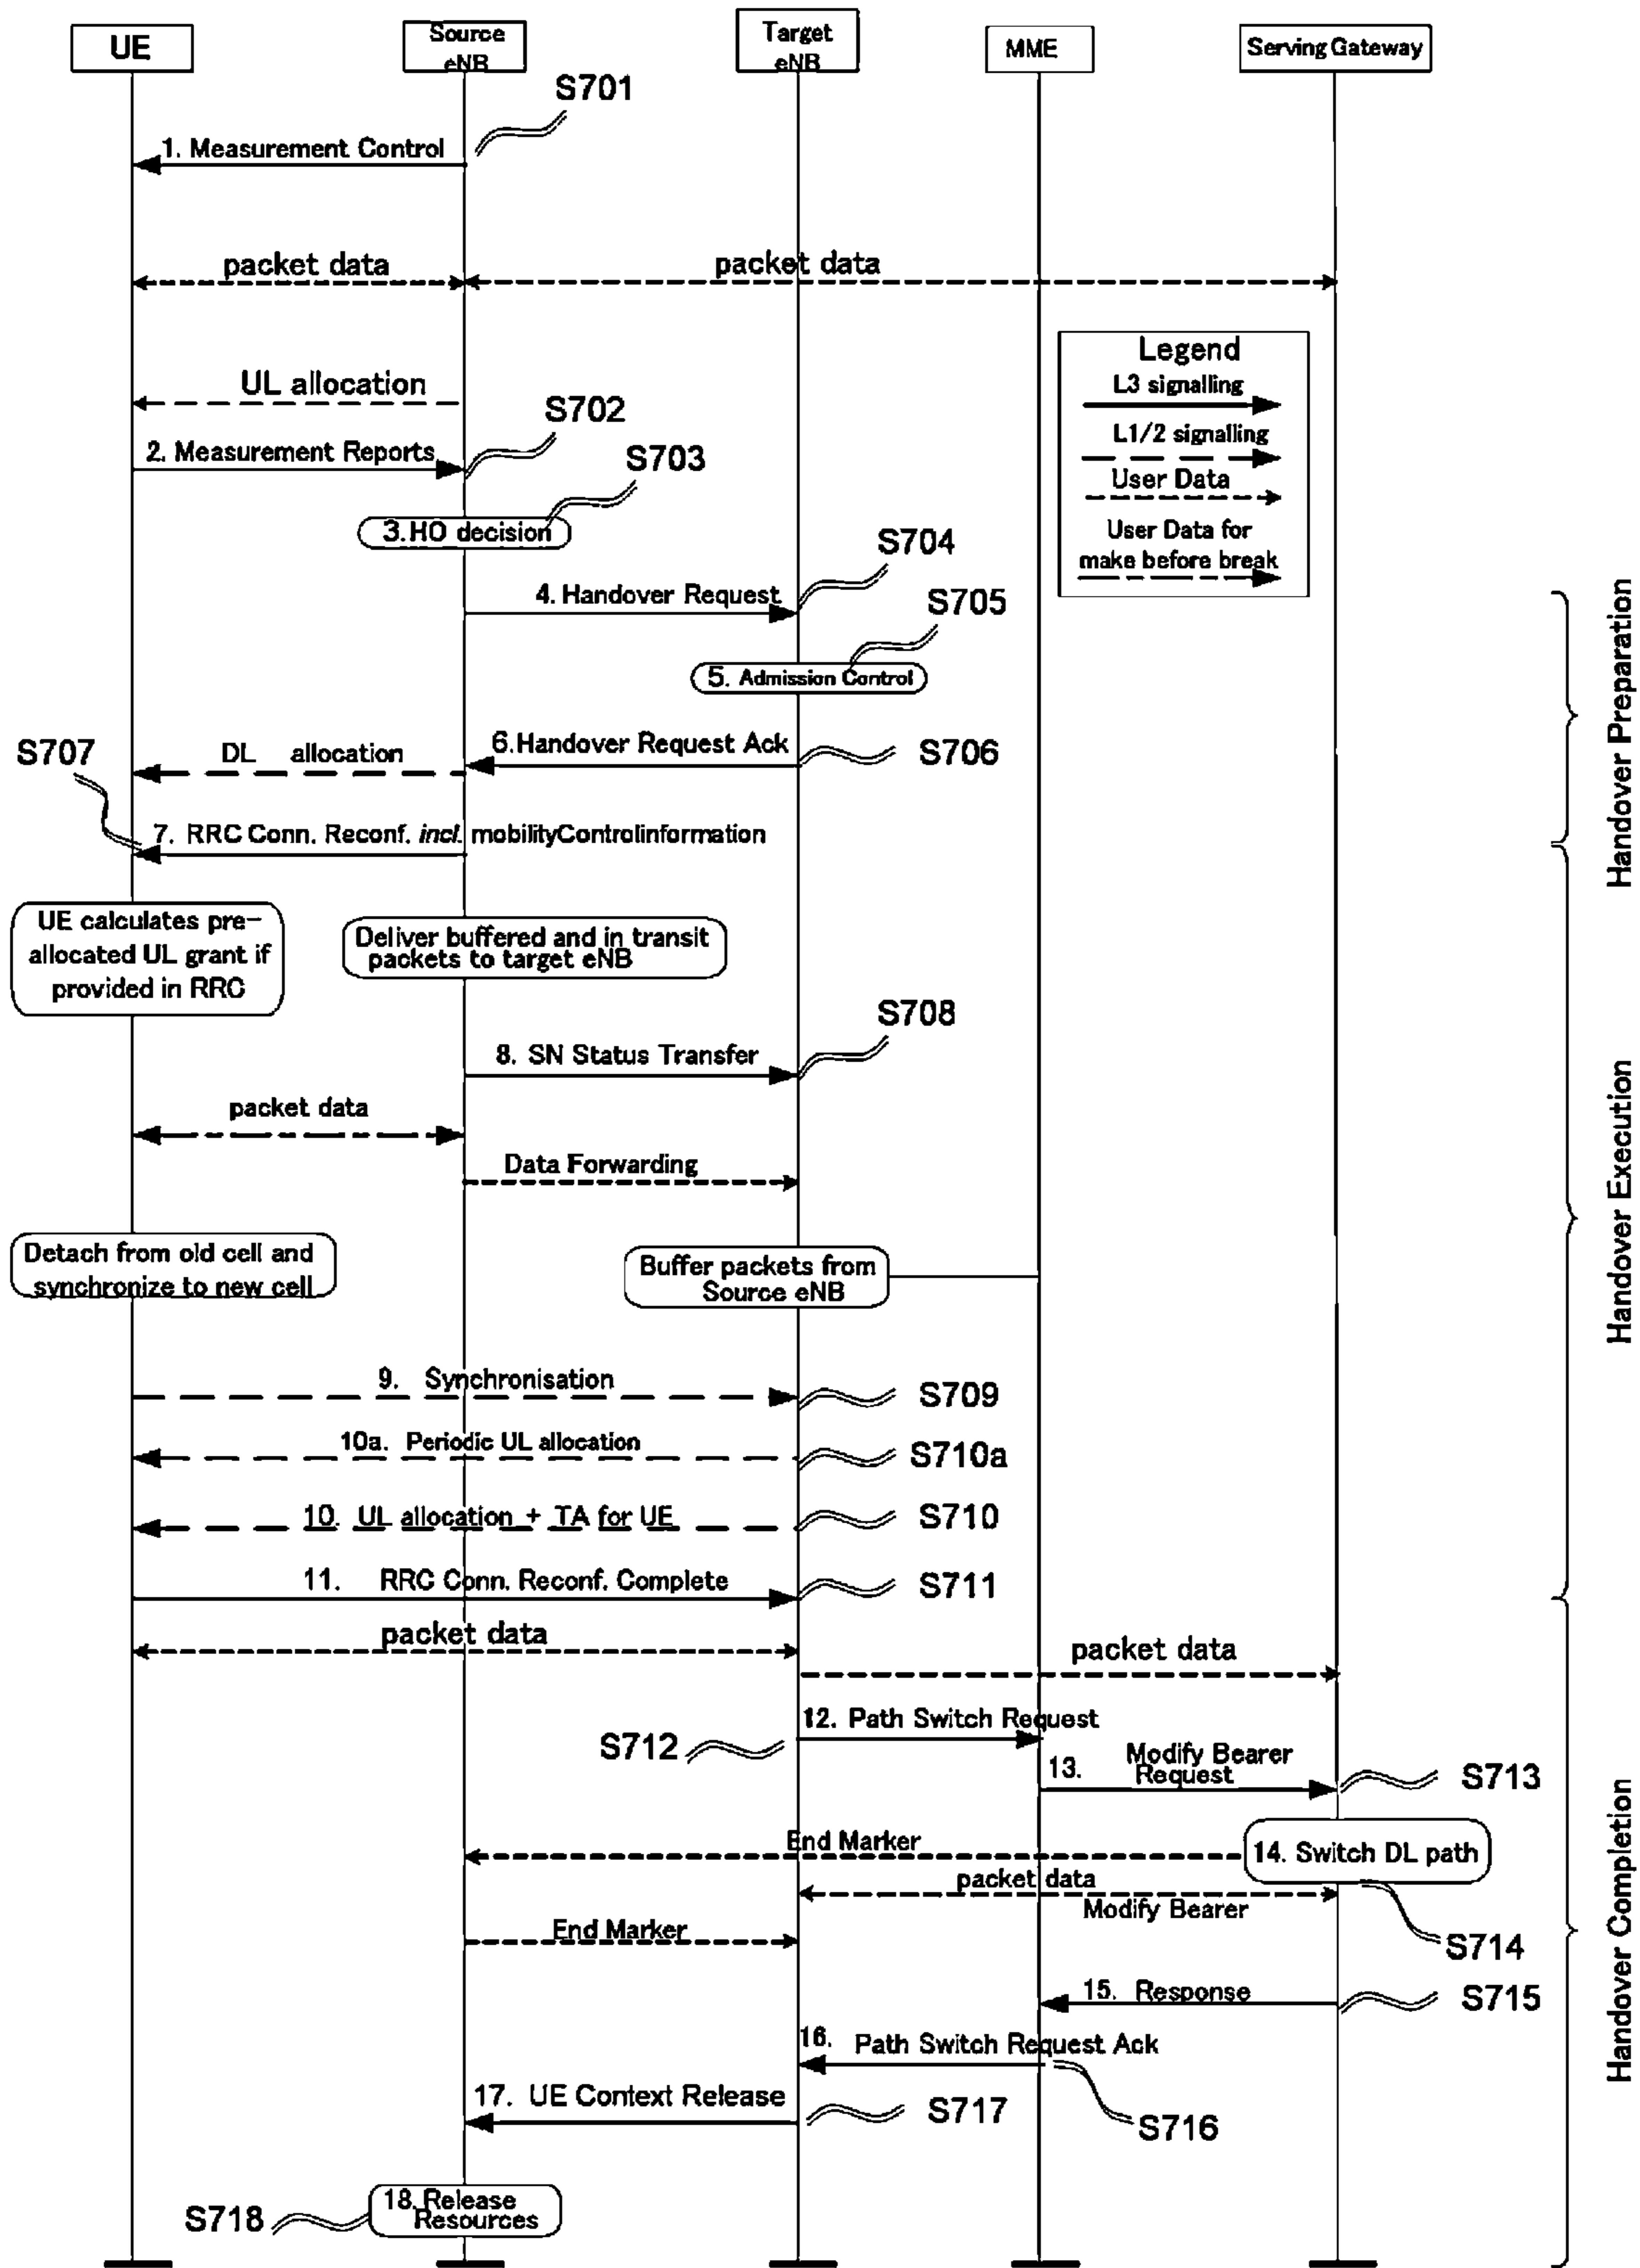 UE
Source
eNB
Target
eNB
MME
Serving Gateway
S701
1. Measurement Control
packet data
packet data
Legend
L3 signalling
L1/2 signalling
User Data
User Data for
make before break
UL allocation
S702
2. Measurement Reports
S703
3.HO decision
S704
4. Handover Request
S705
5. Admission Control
Handover Preparation
S707
DL allocation
6.Handover Request Ack
S706
7. RRC Conn. Reconf. incl. mobilityControlinformation
UE calculates pre-
allocated UL grant if
provided in RRC
Deliver buffered and in transit
packets to target eNB
S708
8. SN Status Transfer
packet data
Data Forwarding
Handover Execution
Detach from old cell and
synchronize to new cell
Buffer packets from
Source eNB
9. Synchronisation
S709
10a. Periodic UL allocation
S710a
10. UL allocation + TA for UE
S710
11. RRC Conn. Reconf. Complete
S711
packet data
packet data
12. Path Switch Request
S712
13. Modify Bearer
Request
S713
End Marker
14. Switch DL path
packet data
Modify Bearer
End Marker
S714
Handover Completion
15. Response
S715
16. Path Switch Request Ack
17. UE Context Release
S717
S716
18. Release
Resources
S718